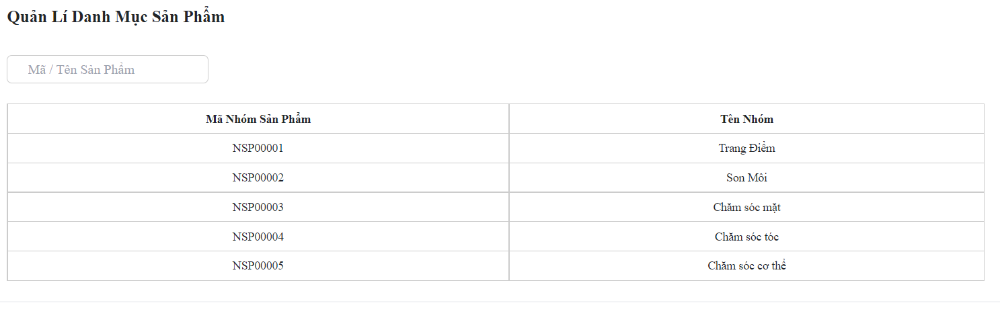 Quản Lí Danh Mục Sản Phẩm
Mã / Tên Sản Phẩm
Mã Nhóm Sản Phẩm Tên Nhóm
NSP00001 Trang Điểm
NSP00002 Son Môi
NSP00003 Chăm sóc mặt
NSP00004 Chăm sóc tóc
NSP00005 Chăm sóc cơ thể